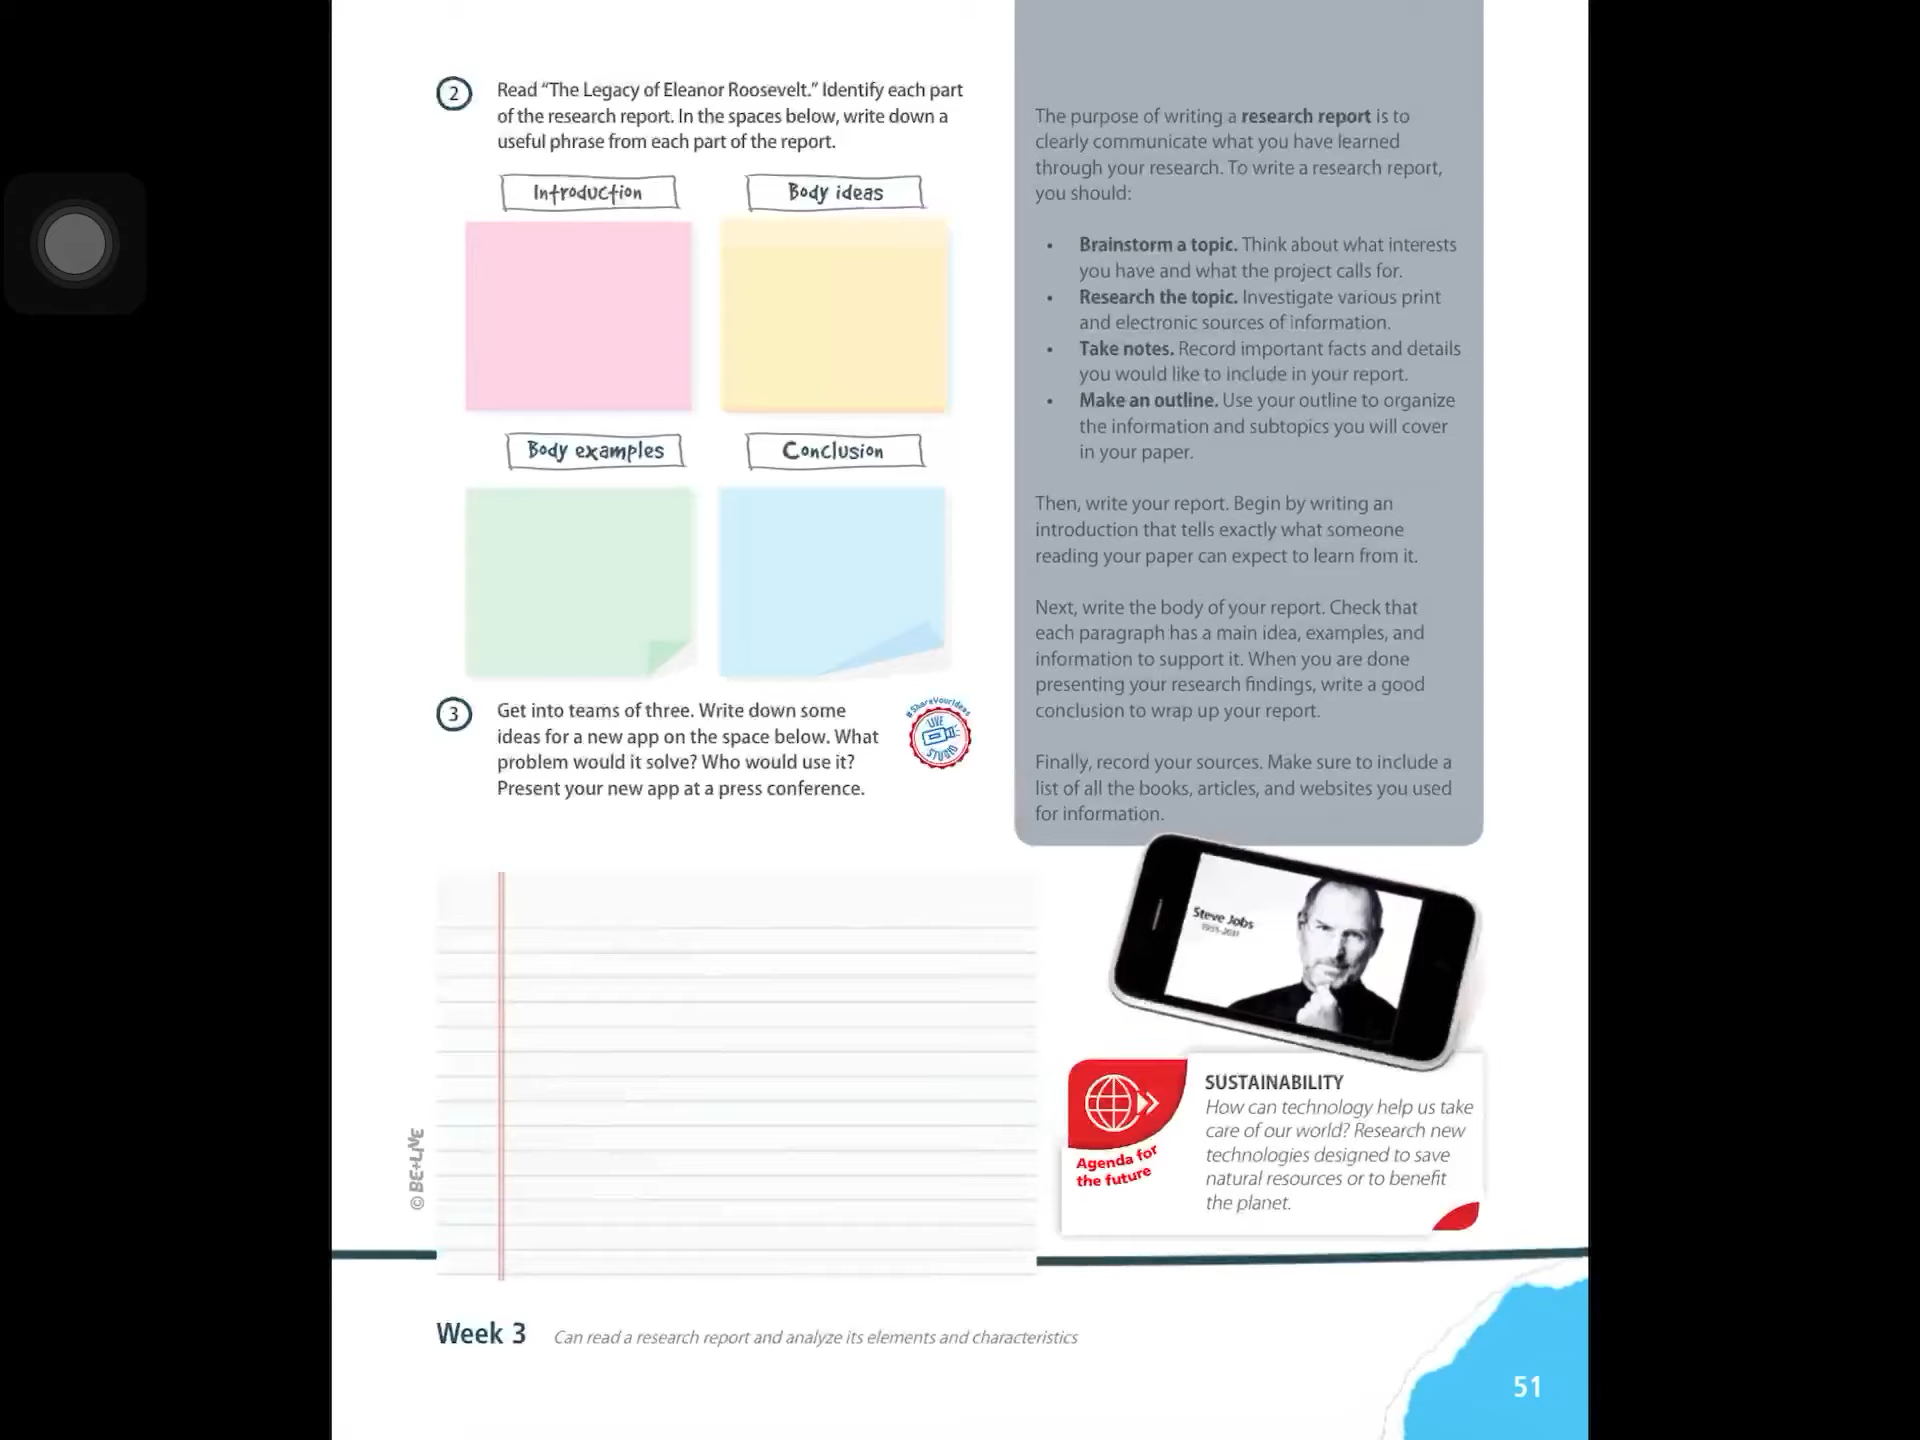 2
Read “The Legacy of Eleanor Roosevelt.” Identify each part
of the research report. In the spaces below, write down a
useful phrase from each part of the report.
Introduction
Body ideas
Body examples
Conclusion
3
Get into teams of three. Write down some
ideas for a new app on the space below. What
problem would it solve? Who would use it?
Present your new app at a press conference.
#ShareYourIdeas
LIVE
STUDIO
The purpose of writing a research report is to
clearly communicate what you have learned
through your research. To write a research report,
you should:
• Brainstorm a topic. Think about what interests
you have and what the project calls for.
• Research the topic. Investigate various print
and electronic sources of information.
• Take notes. Record important facts and details
you would like to include in your report.
• Make an outline. Use your outline to organize
the information and subtopics you will cover
in your paper.
Then, write your report. Begin by writing an
introduction that tells exactly what someone
reading your paper can expect to learn from it.
Next, write the body of your report. Check that
each paragraph has a main idea, examples, and
information to support it. When you are done
presenting your research findings, write a good
conclusion to wrap up your report.
Finally, record your sources. Make sure to include a
list of all the books, articles, and websites you used
for information.
Steve Jobs
1955-2011
Agenda for
the future
SUSTAINABILITY
How can technology help us take
care of our world? Research new
technologies designed to save
natural resources or to benefit
the planet.
© BE+LIVE
Week 3 Can read a research report and analyze its elements and characteristics
51